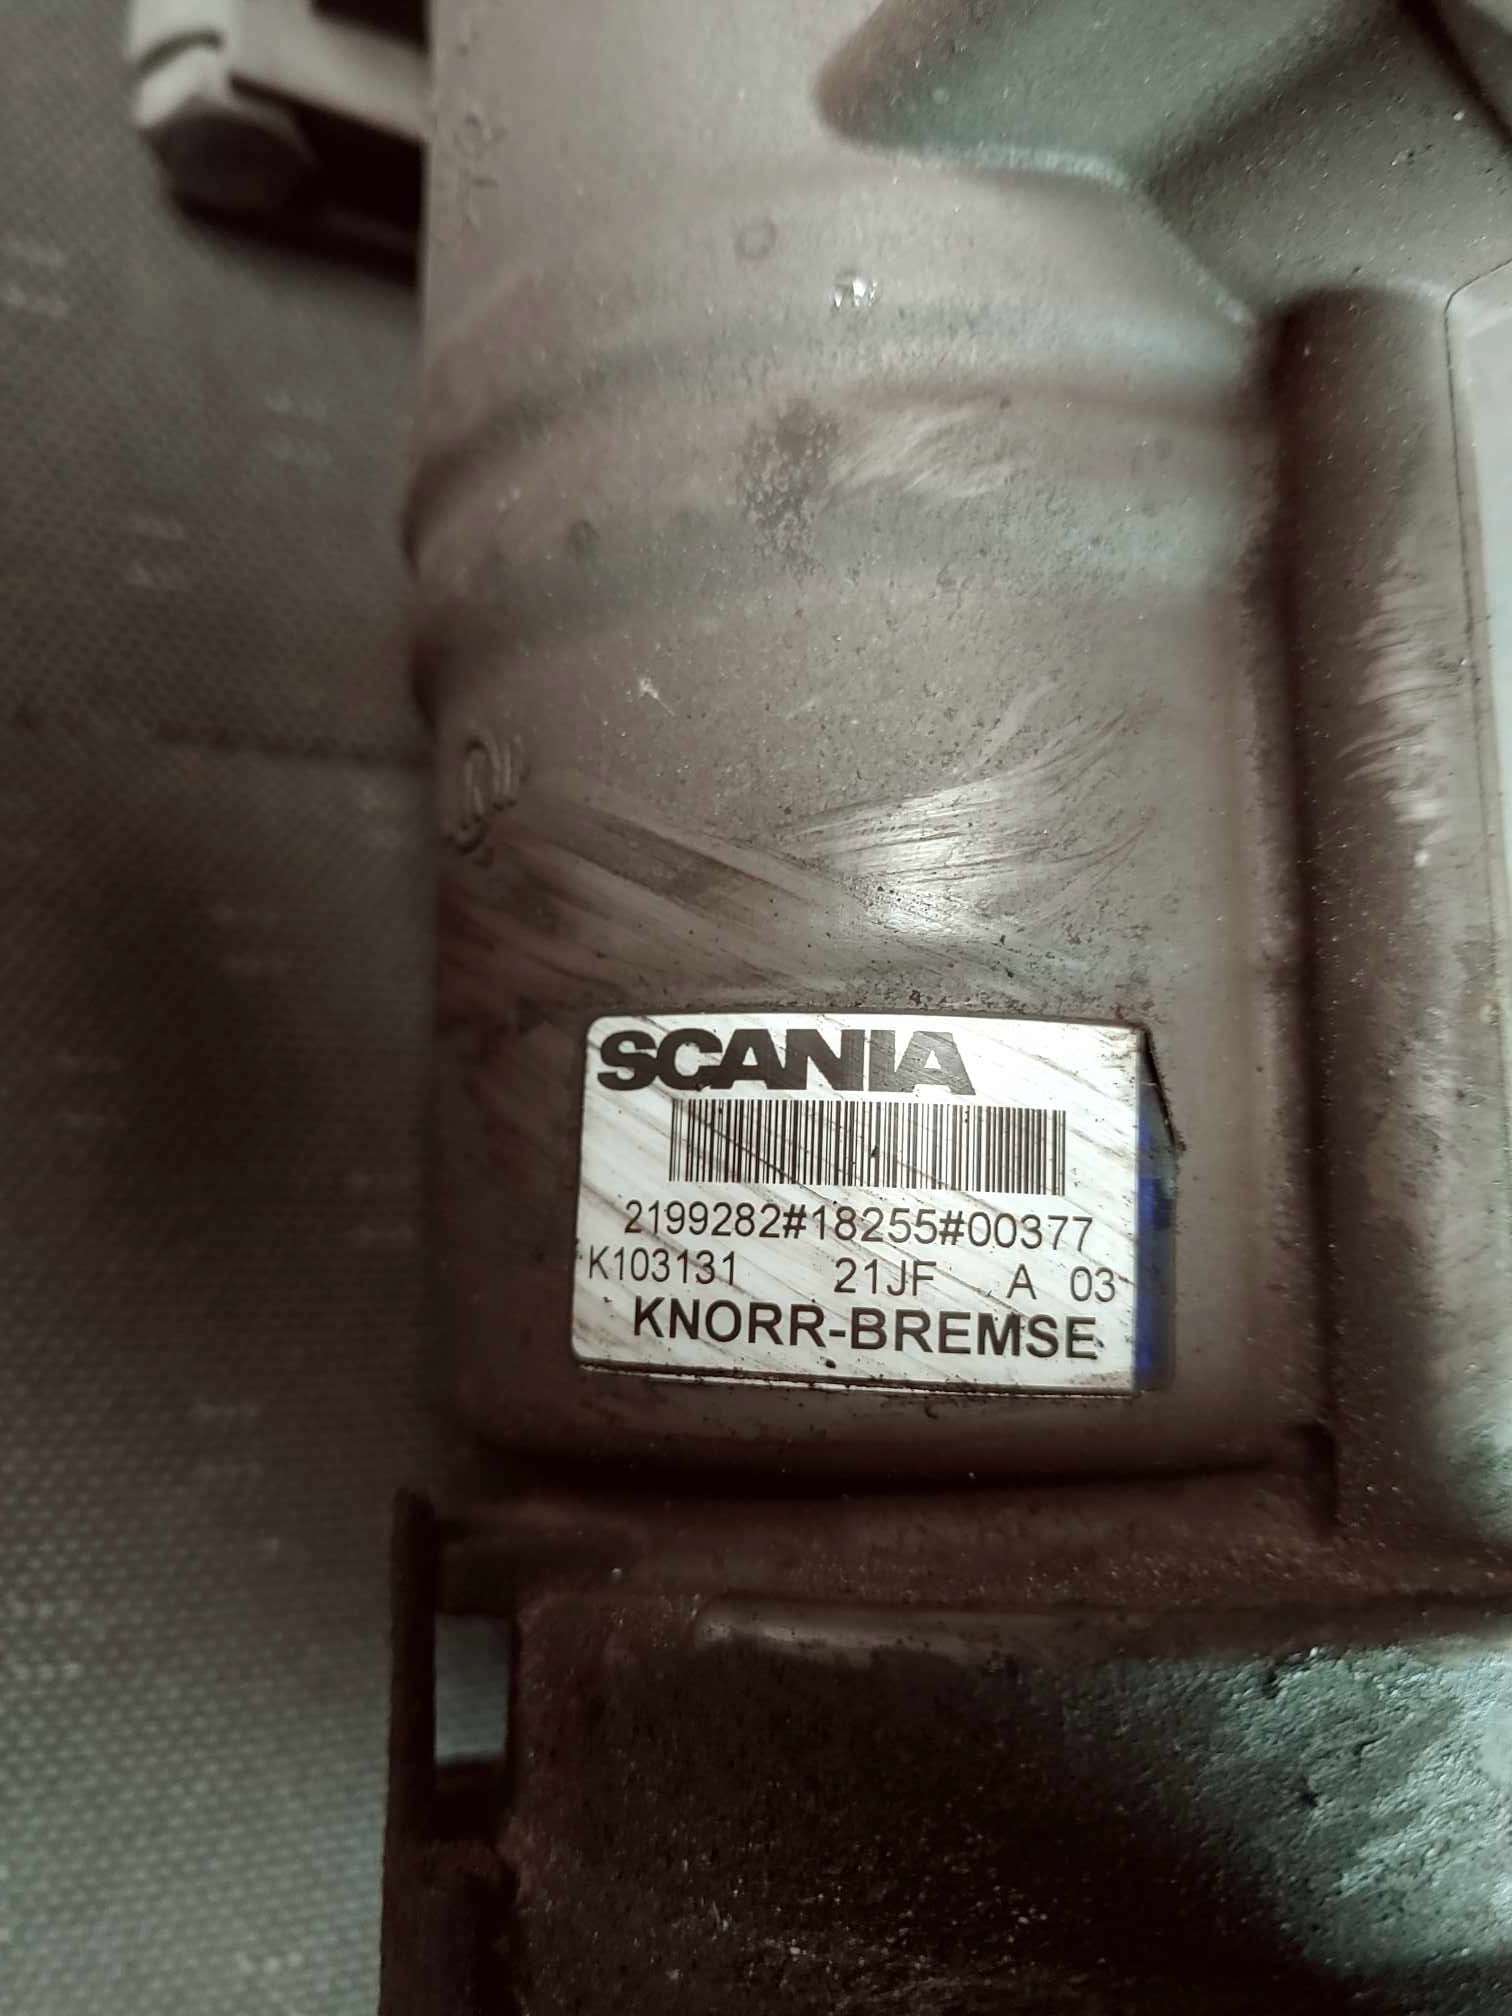 SCANIA
2199282#18255#00377
K103131 21JF A 03
KNORR-BREMSE